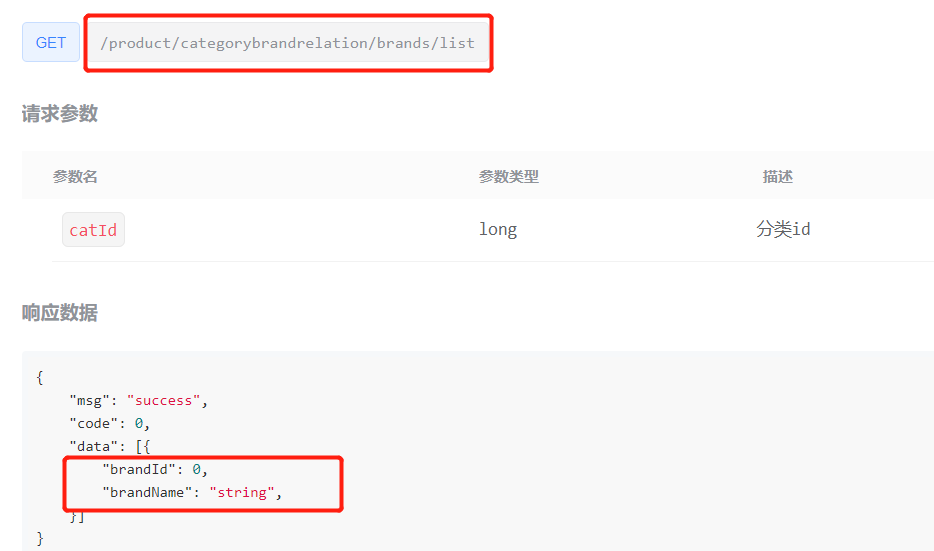 GET /product/categorybrandrelation/brands/list
请求参数
参数名 参数类型 描述
catId long 分类id
响应数据
{
"msg": "success",
"code": 0,
"data": [{
"brandId": 0,
"brandName": "string",
}]
}